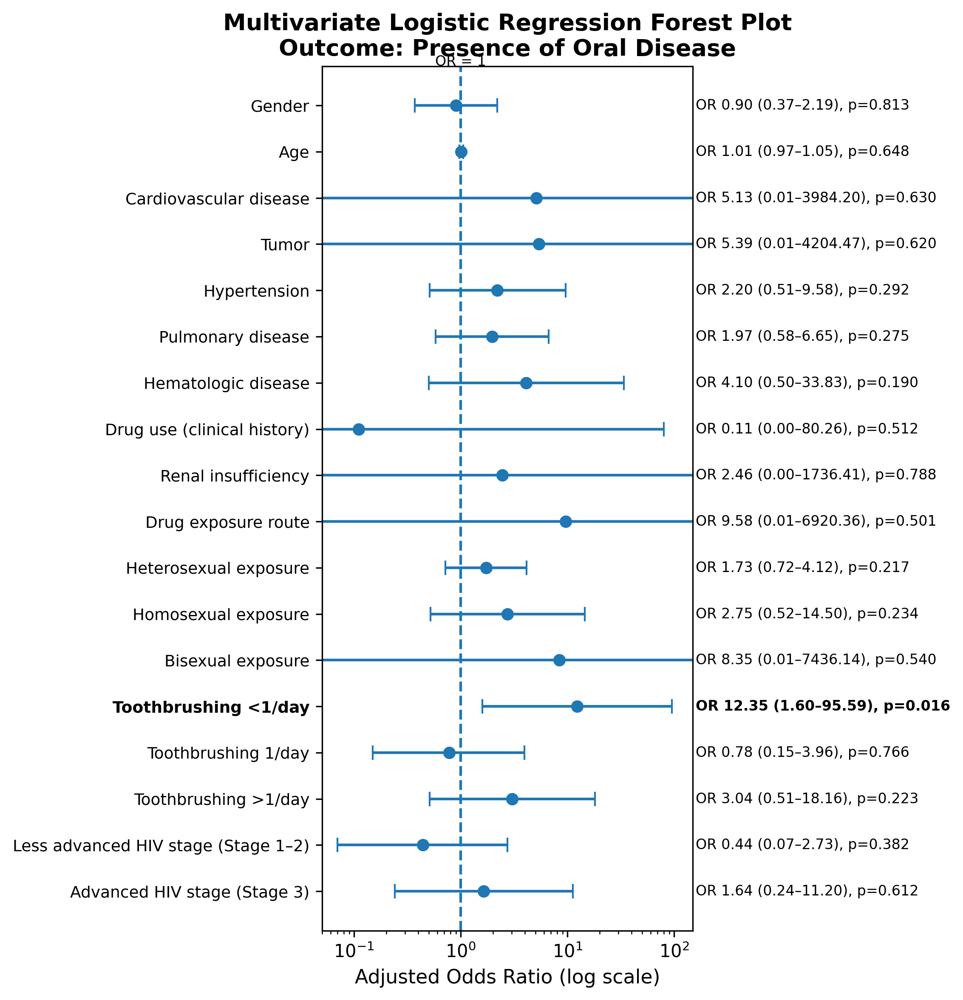 Multivariate Logistic Regression Forest Plot
Outcome: Presence of Oral Disease
OR = 1
Gender OR 0.90 (0.37–2.19), p=0.813
Age OR 1.01 (0.97–1.05), p=0.648
Cardiovascular disease OR 5.13 (0.01–3984.20), p=0.630
Tumor OR 5.39 (0.01–4204.47), p=0.620
Hypertension OR 2.20 (0.51–9.58), p=0.292
Pulmonary disease OR 1.97 (0.58–6.65), p=0.275
Hematologic disease OR 4.10 (0.50–33.83), p=0.190
Drug use (clinical history) OR 0.11 (0.00–80.26), p=0.512
Renal insufficiency OR 2.46 (0.00–1736.41), p=0.788
Drug exposure route OR 9.58 (0.01–6920.36), p=0.501
Heterosexual exposure OR 1.73 (0.72–4.12), p=0.217
Homosexual exposure OR 2.75 (0.52–14.50), p=0.234
Bisexual exposure OR 8.35 (0.01–7436.14), p=0.540
Toothbrushing <1/day OR 12.35 (1.60–95.59), p=0.016
Toothbrushing 1/day OR 0.78 (0.15–3.96), p=0.766
Toothbrushing >1/day OR 3.04 (0.51–18.16), p=0.223
Less advanced HIV stage (Stage 1–2) OR 0.44 (0.07–2.73), p=0.382
Advanced HIV stage (Stage 3) OR 1.64 (0.24–11.20), p=0.612
10⁻¹ 10⁰ 10¹ 10²
Adjusted Odds Ratio (log scale)